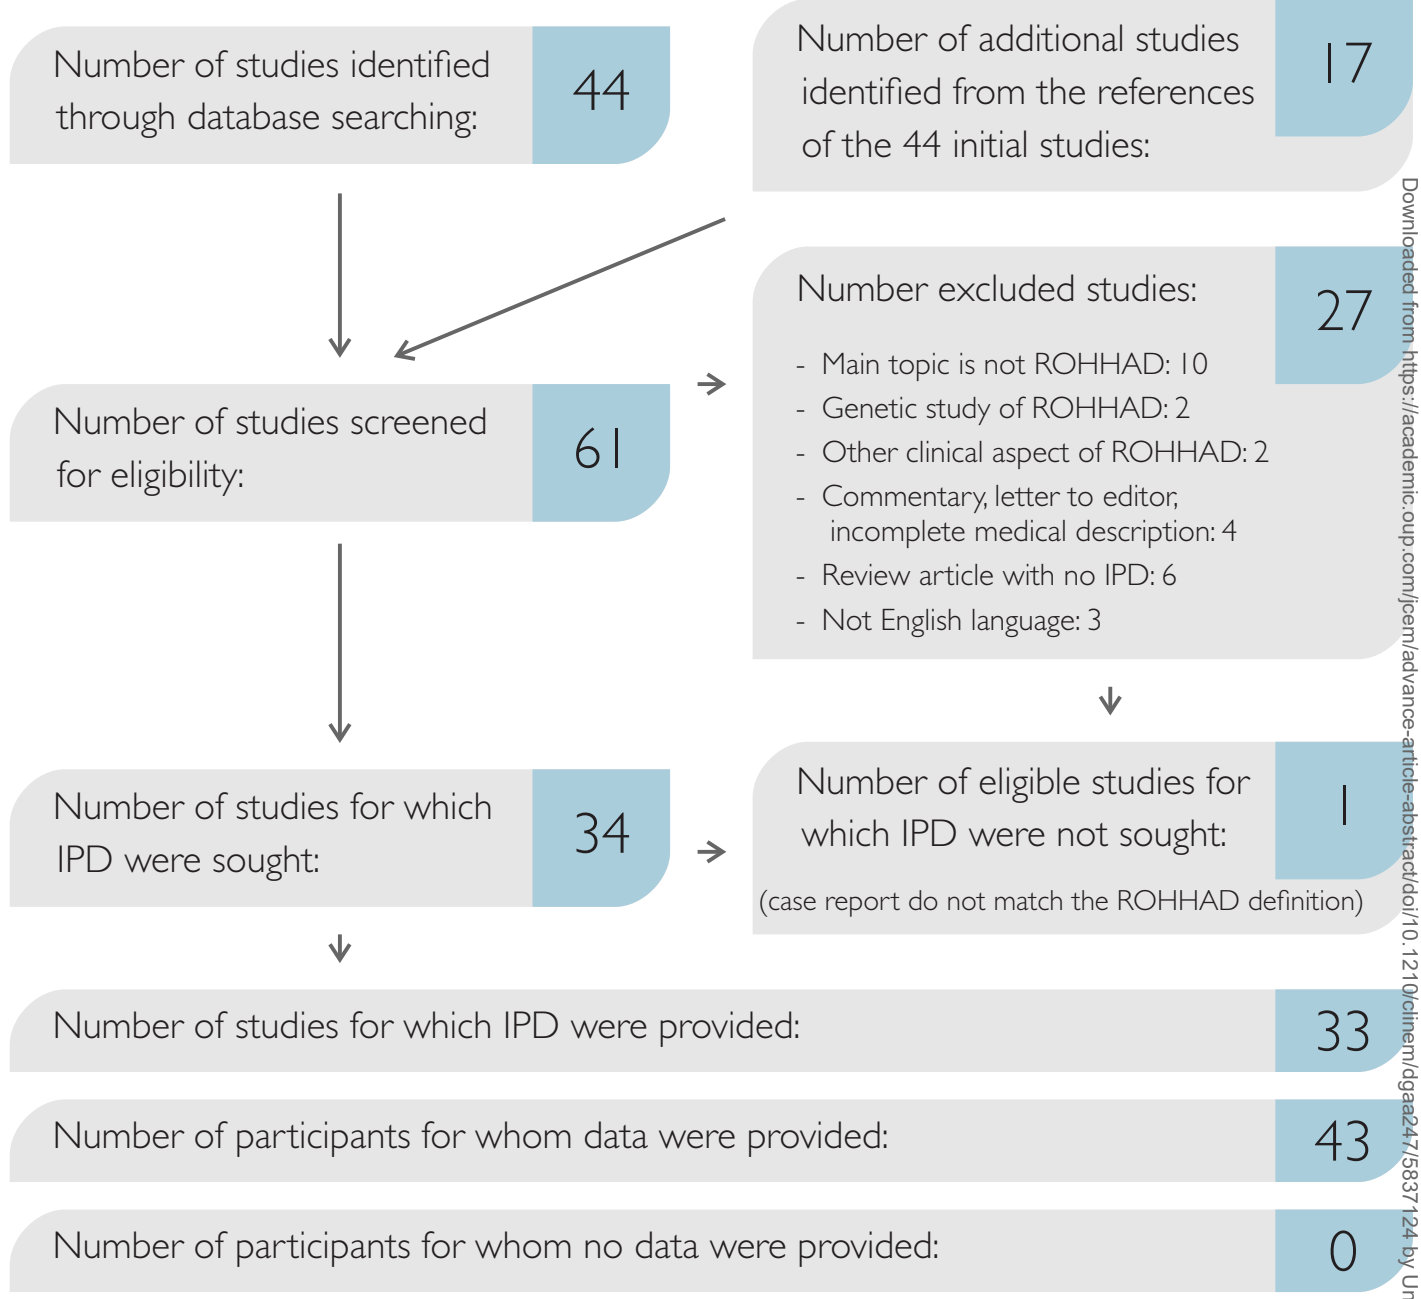 Number of studies identified
through database searching:
44
Number of additional studies
identified from the references
of the 44 initial studies:
17
Number of studies screened
for eligibility:
61
Number excluded studies:
27
- Main topic is not ROHHAD: 10
- Genetic study of ROHHAD: 2
- Other clinical aspect of ROHHAD: 2
- Commentary, letter to editor,
incomplete medical description: 4
- Review article with no IPD: 6
- Not English language: 3
Number of studies for which
IPD were sought:
34
Number of eligible studies for
which IPD were not sought:
1
(case report do not match the ROHHAD definition)
Number of studies for which IPD were provided:
33
Number of participants for whom data were provided:
43
Number of participants for whom no data were provided:
0
Downloaded from https://academic.oup.com/jcem/advance-article-abstract/doi/10.1210/clinem/dgaa247/5837124 by Un